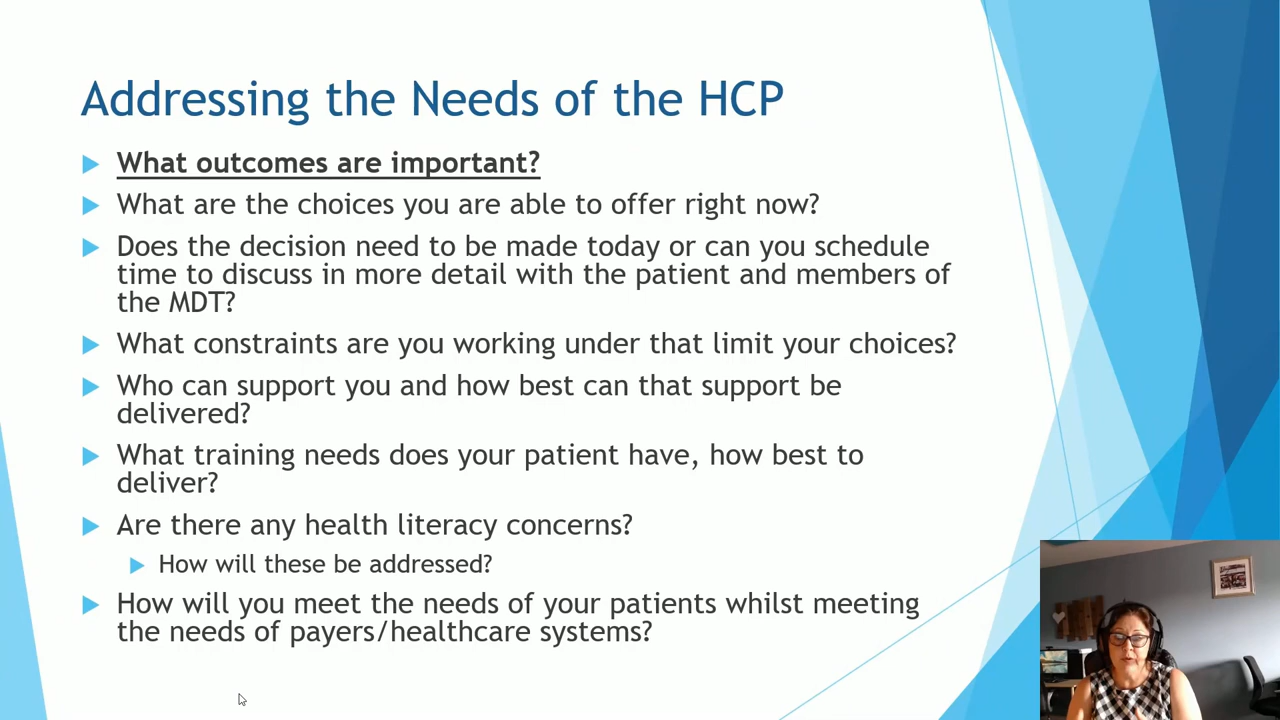 Addressing the Needs of the HCP
What outcomes are important?
What are the choices you are able to offer right now?
Does the decision need to be made today or can you schedule
time to discuss in more detail with the patient and members of
the MDT?
What constraints are you working under that limit your choices?
Who can support you and how best can that support be
delivered?
What training needs does your patient have, how best to
deliver?
Are there any health literacy concerns?
How will these be addressed?
How will you meet the needs of your patients whilst meeting
the needs of payers/healthcare systems?